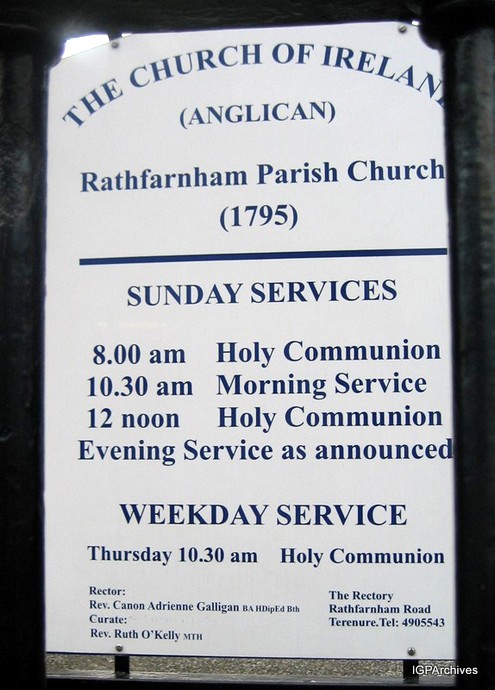 THE CHURCH OF IRELAN
(ANGLICAN)
Rathfarnham Parish Church
(1795)
SUNDAY SERVICES
8.00 am Holy Communion
10.30 am Morning Service
12 noon Holy Communion
Evening Service as announced
WEEKDAY SERVICE
Thursday 10.30 am Holy Communion
Rector:
Rev. Canon Adrienne Galligan BA HDipEd Bth
Curate:
Rev. Ruth O'Kelly MTH
The Rectory
Rathfarnham Road
Terenure.Tel: 4905543
IGPArchives